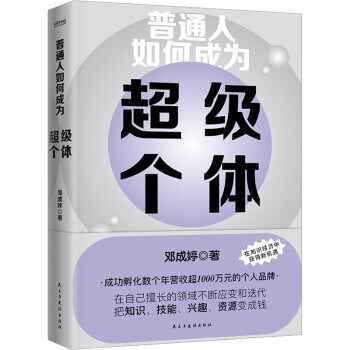 普通人如何成为
超级
个体
邓成婷
著
普通人
如何成为
超级
个体
邓成婷◎著
在知识经济中
获得新机遇
·成功孵化数个年营收超1000万元的个人品牌·
在自己擅长的领域不断应变和迭代
把知识、技能、兴趣、资源变成钱
民主与建设出版社